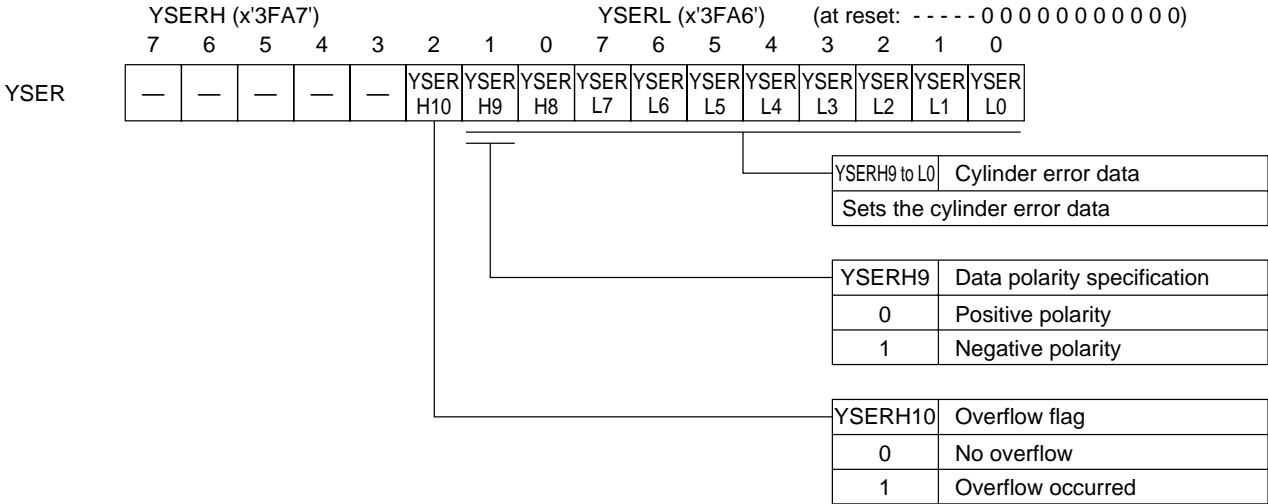 YSERH (x'3FA7') YSERL (x'3FA6') (at reset: - - - - - 0 0 0 0 0 0 0 0 0 0 0)
7 6 5 4 3 2 1 0 7 6 5 4 3 2 1 0
YSER — — — — — YSER H10 YSER H9 YSER H8 YSER L7 YSER L6 YSER L5 YSER L4 YSER L3 YSER L2 YSER L1 YSER L0
YSERH9 to L0 Cylinder error data
Sets the cylinder error data
YSERH9 Data polarity specification
0 Positive polarity
1 Negative polarity
YSERH10 Overflow flag
0 No overflow
1 Overflow occurred